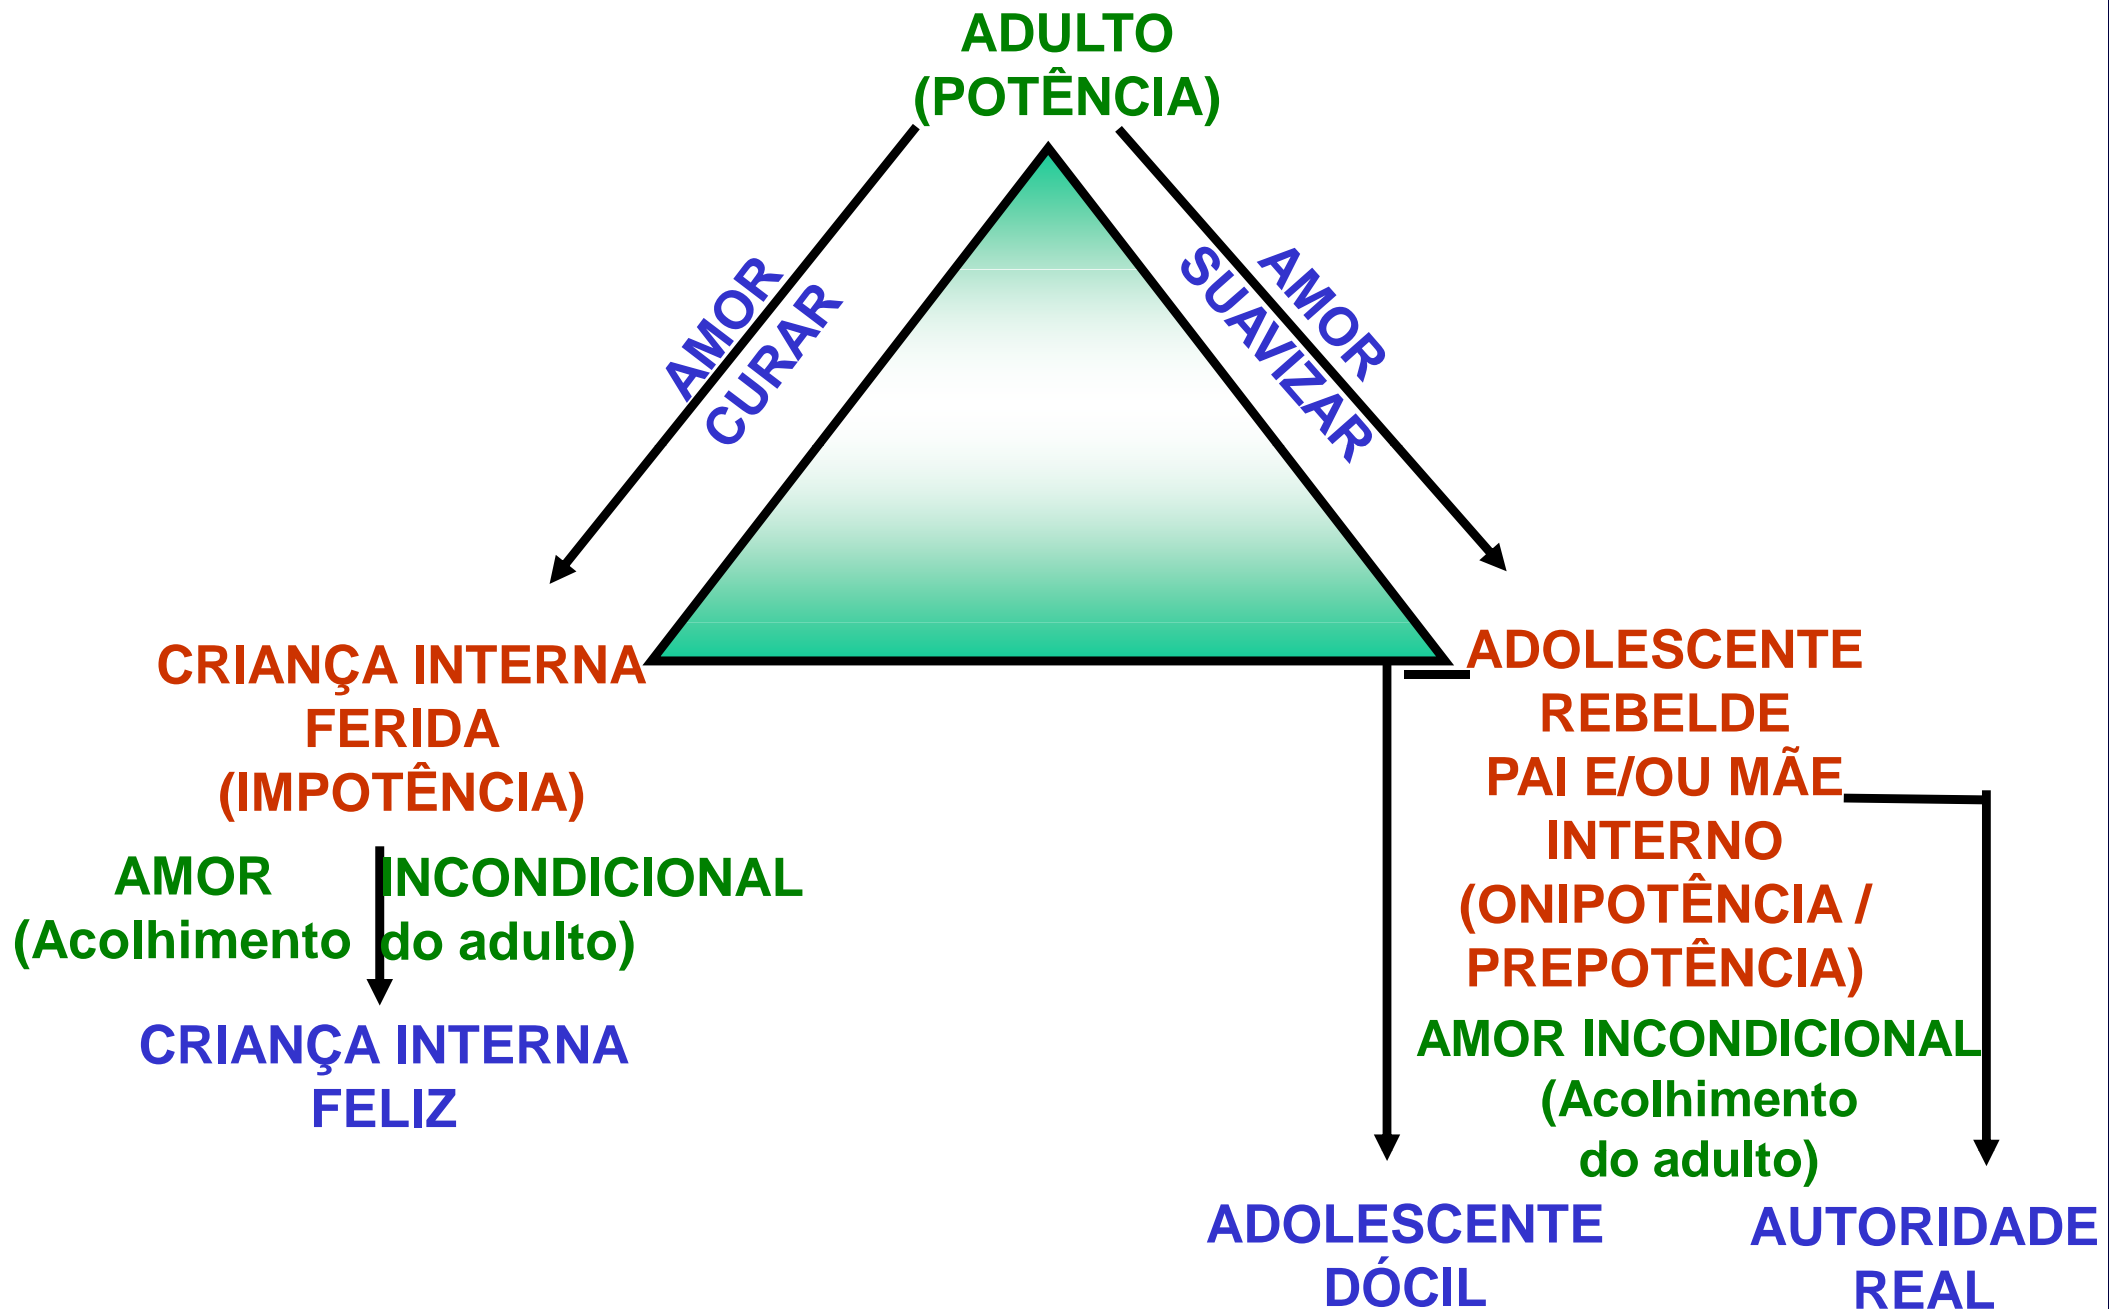 ADULTO
(POTÊNCIA)
AMOR
CURAR
AMOR
SUAVIZAR
CRIANÇA INTERNA
FERIDA
(IMPOTÊNCIA)
AMOR INCONDICIONAL
(Acolhimento do adulto)
CRIANÇA INTERNA
FELIZ
ADOLESCENTE
REBELDE
PAI E/OU MÃE
INTERNO
(ONIPOTÊNCIA /
PREPOTÊNCIA)
AMOR INCONDICIONAL
(Acolhimento
do adulto)
ADOLESCENTE
DÓCIL
AUTORIDADE
REAL